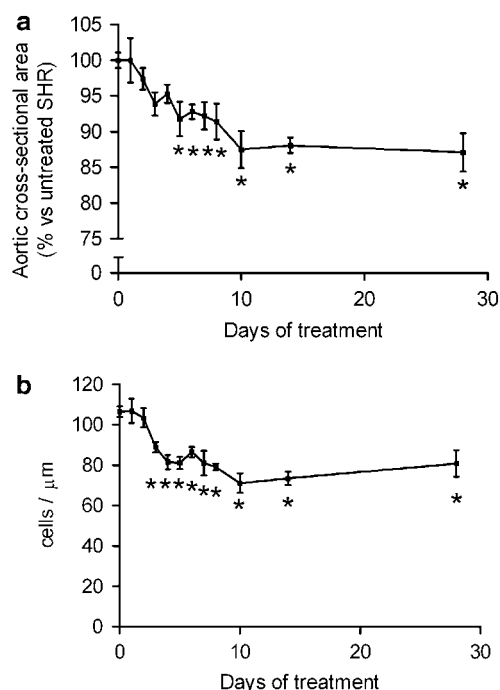 a
Aortic cross-sectional area
(% vs untreated SHR)
105
100
95
90
85
80
75
0
* * * * * * *
0 10 20 30
Days of treatment
b
cells / μm
120
100
80
60
40
20
0
* * * * * * * * *
0 10 20 30
Days of treatment